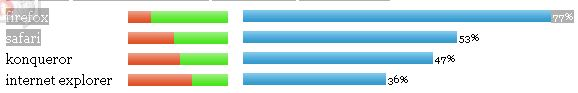 firefox 77%
safari 53%
konqueror 47%
internet explorer 36%